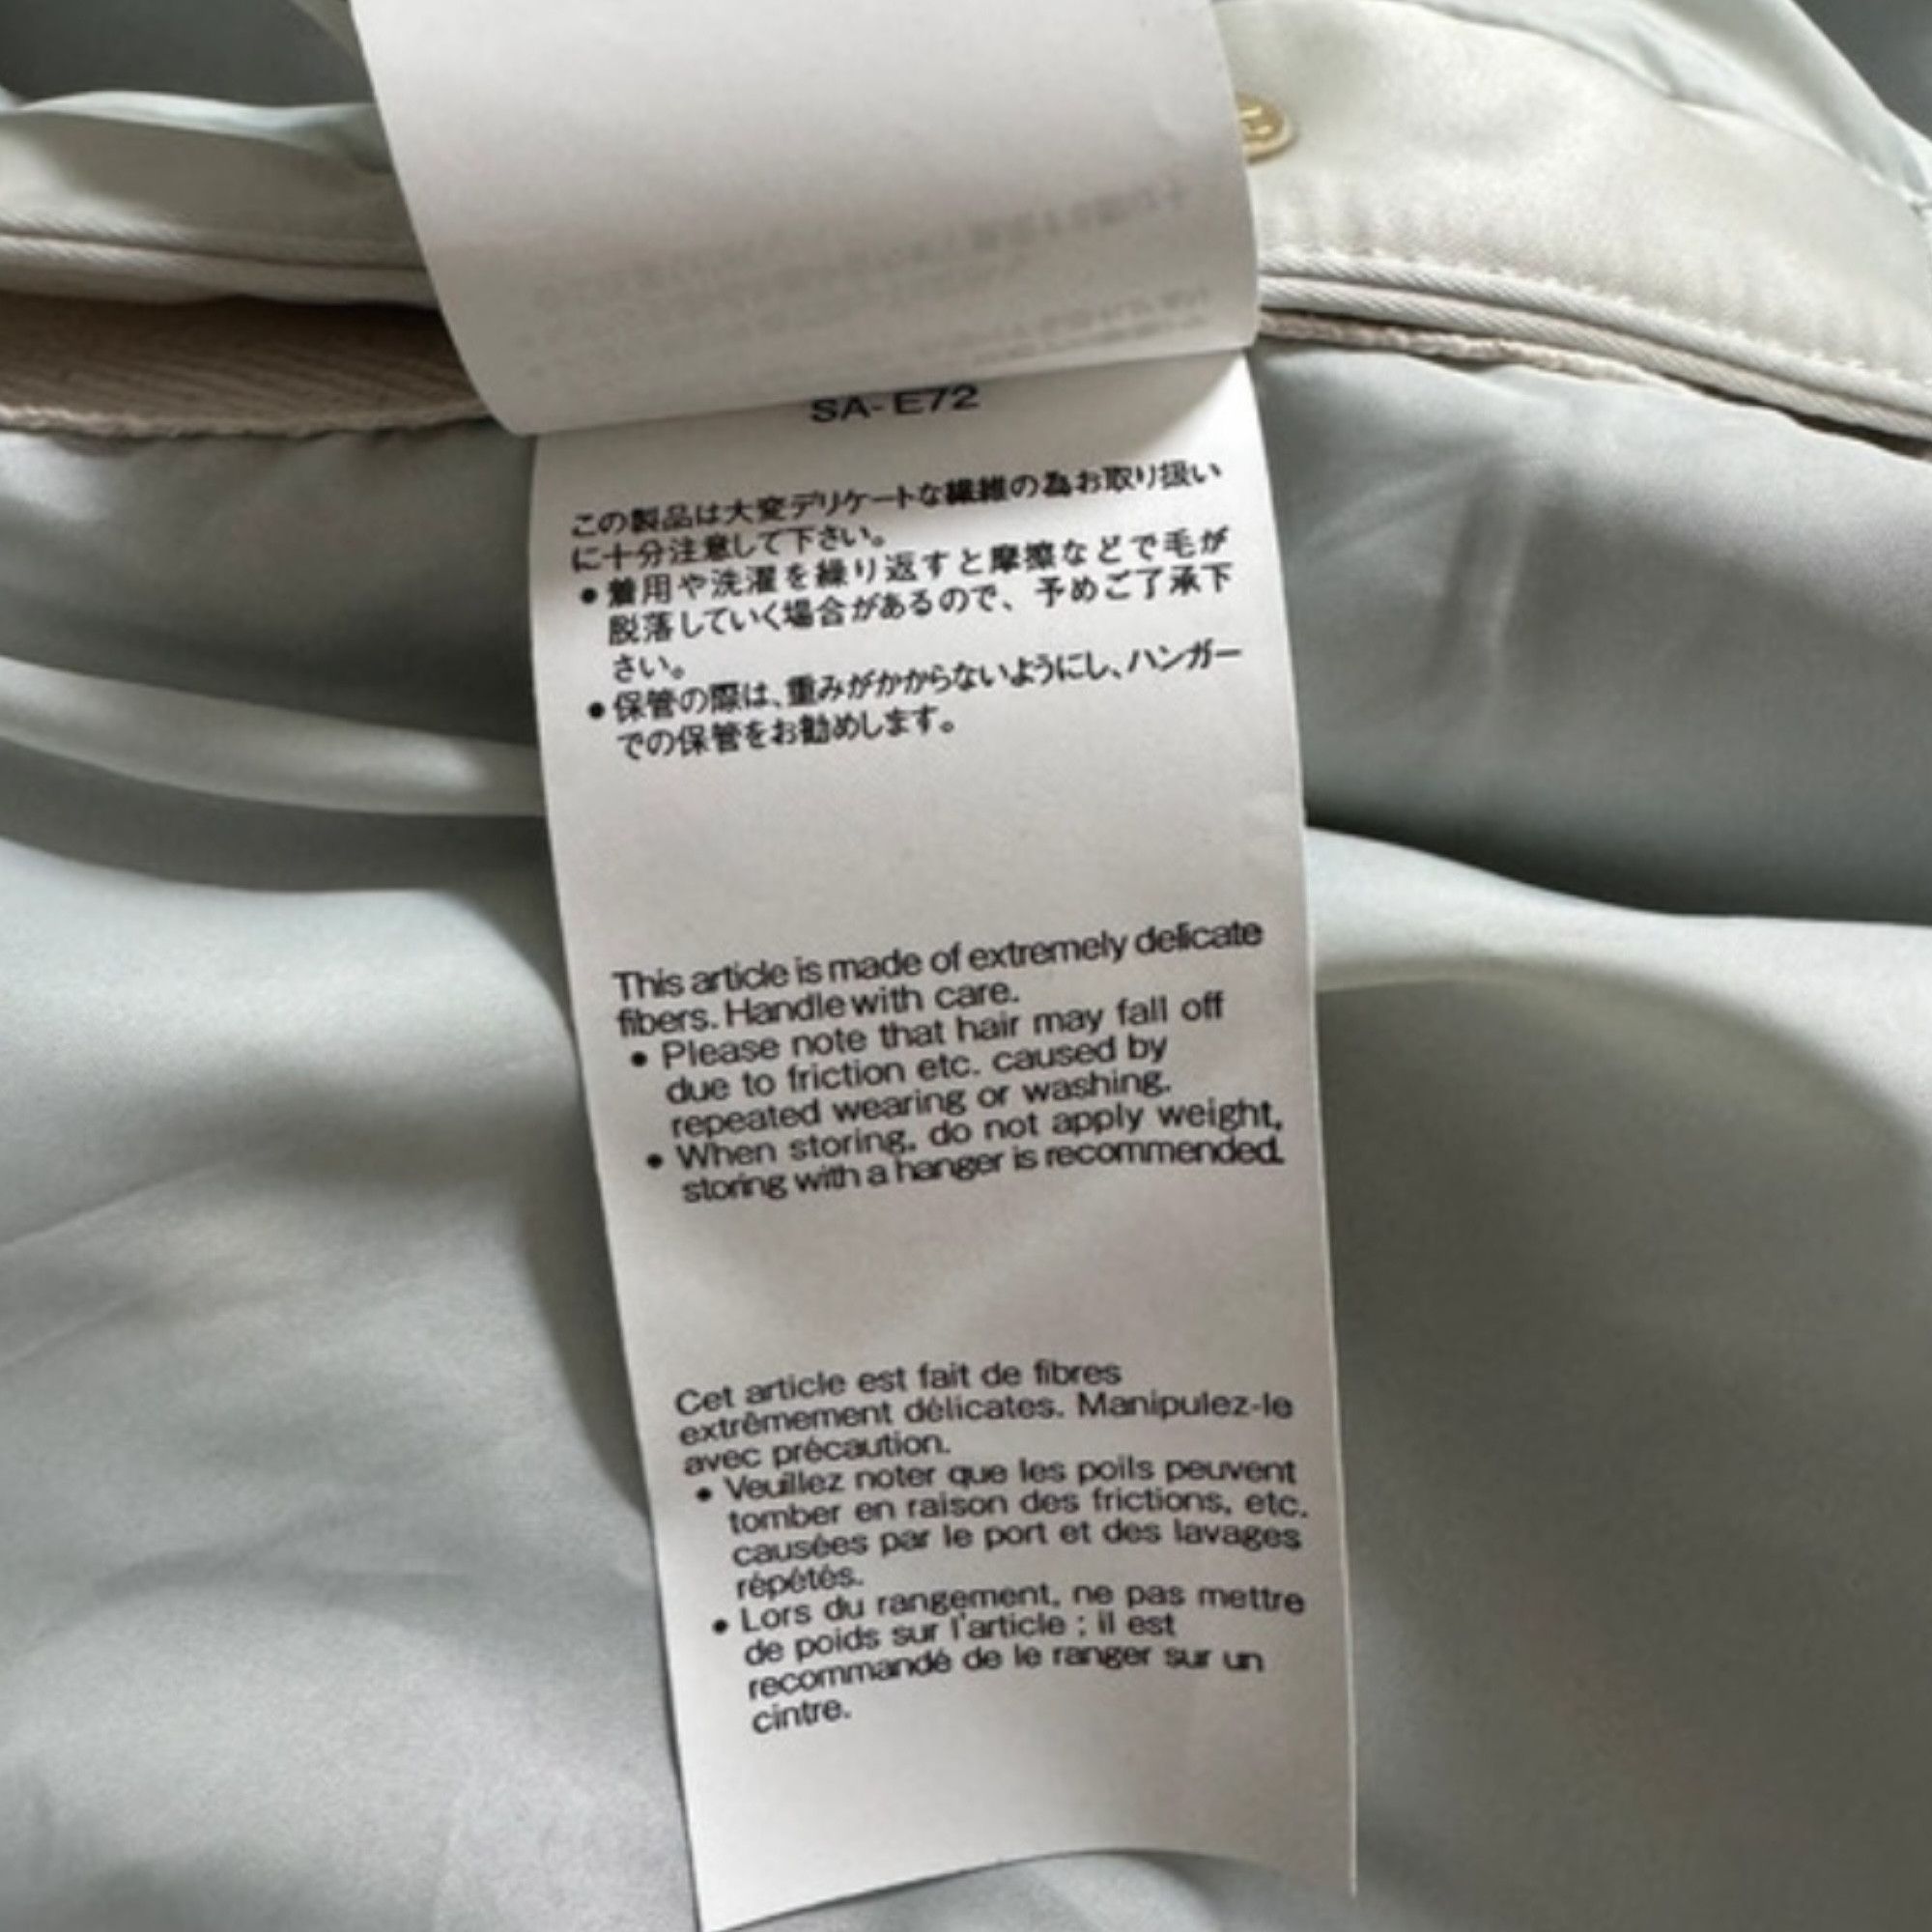 SA-E72
この製品は大変デリケートな繊維の為お取り扱い
に十分注意して下さい。
●着用や洗濯を繰り返すと摩擦などで毛が
脱落していく場合があるので、予めご了承下
さい。
●保管の際は、重みがかからないようにし、ハンガー
での保管をお勧めします。
This article is made of extremely delicate
fibers. Handle with care.
● Please note that hair may fall off
due to friction etc. caused by
repeated wearing or washing.
● When storing, do not apply weight,
storing with a hanger is recommended.
Cet article est fait de fibres
extrêmement délicates. Manipulez-le
avec précaution.
● Veuillez noter que les poils peuvent
tomber en raison des frictions, etc.
causées par le port et des lavages
répétés.
● Lors du rangement, ne pas mettre
de poids sur l'article ; il est
recommandé de le ranger sur un
cintre.